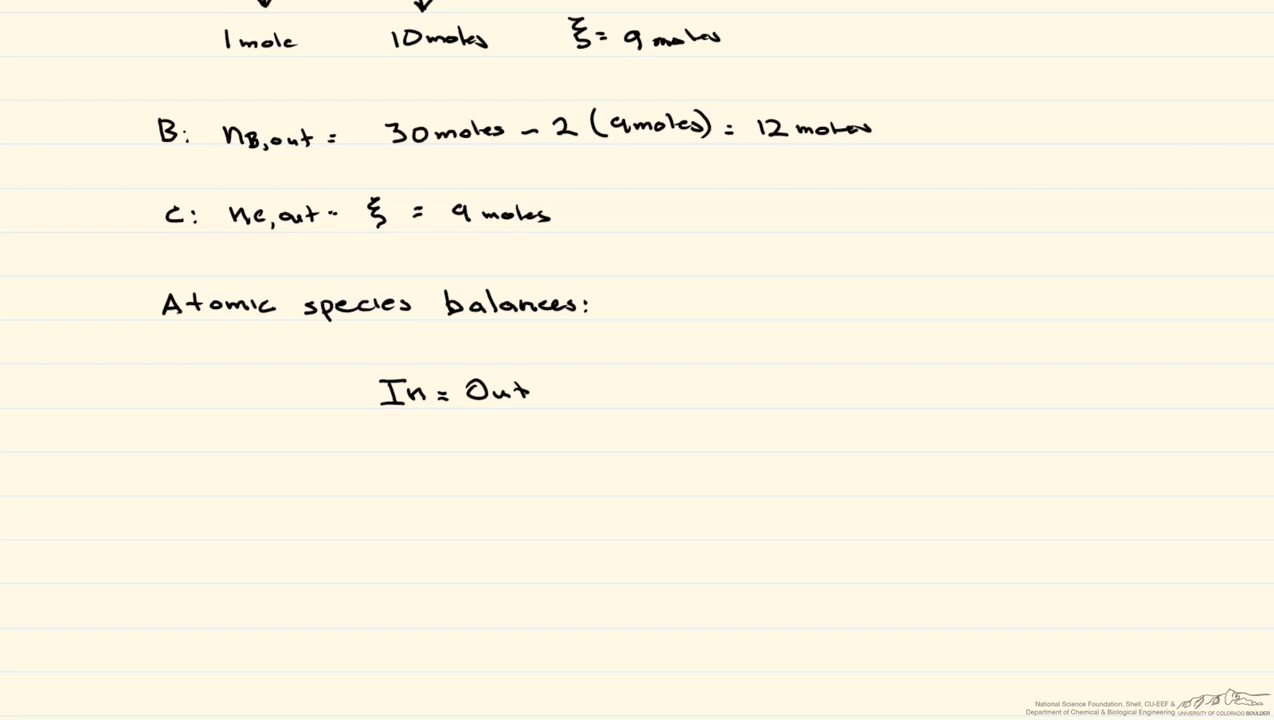 1 mole 10 moles ξ = 9 moles
B: nB,out = 30 moles - 2 (9 moles) = 12 moles
C: nC,out = ξ = 9 moles
Atomic species balances:
In = Out
National Science Foundation, Shell, CU-EEF &
Department of Chemical & Biological Engineering UNIVERSITY OF COLORADO BOULDER